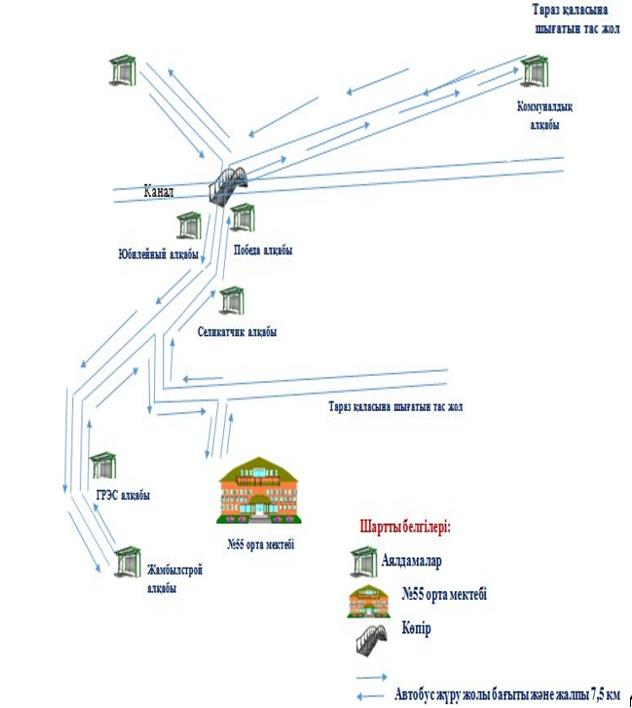 Тараз қаласына
шығатын тас жол
Коммуналдық
алқабы
Канал
Юбилейный алқабы
Победа алқабы
Селикатчик алқабы
Тараз қаласына шығатын тас жол
ГРЭС алқабы
№55 орта мектебі
Жамбылстрой
алқабы
Шартты белгілері:
Аялдамалар
№55 орта мектебі
Көпір
Автобус жүру жолы бағыты және жалпы 7,5 км